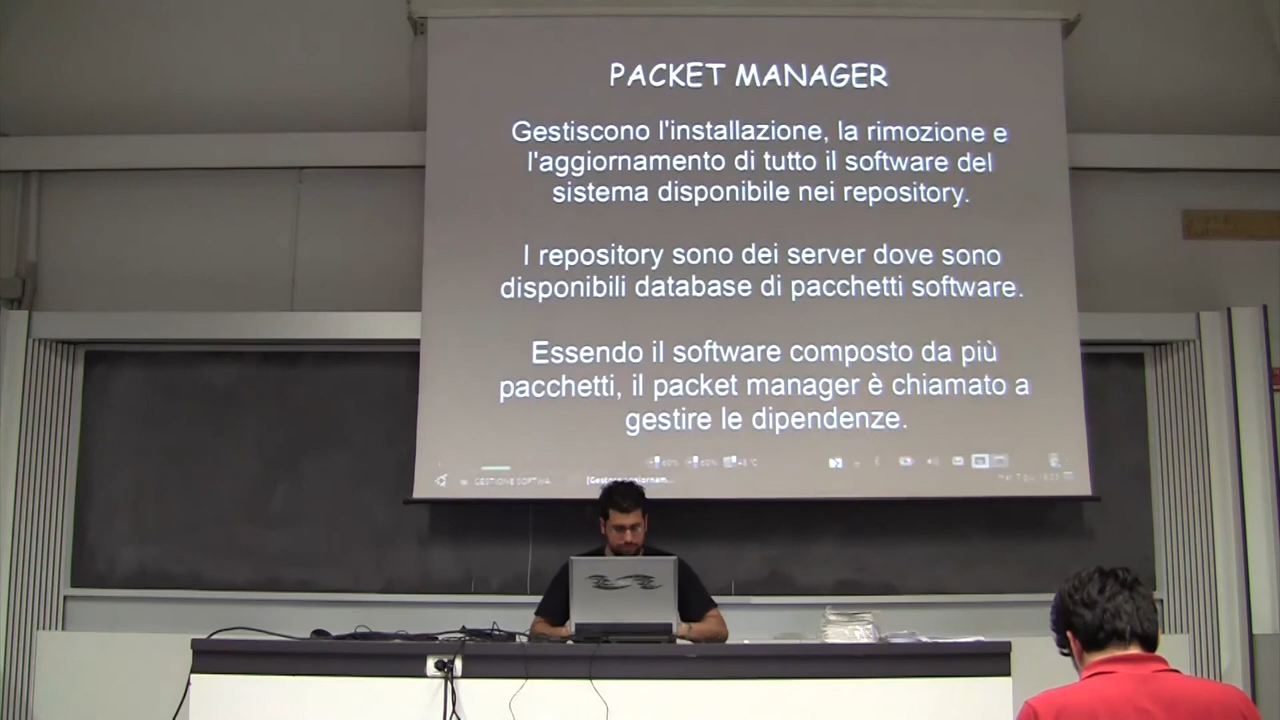 PACKET MANAGER
Gestiscono l'installazione, la rimozione e
l'aggiornamento di tutto il software del
sistema disponibile nei repository.
I repository sono dei server dove sono
disponibili database di pacchetti software.
Essendo il software composto da più
pacchetti, il packet manager è chiamato a
gestire le dipendenze.